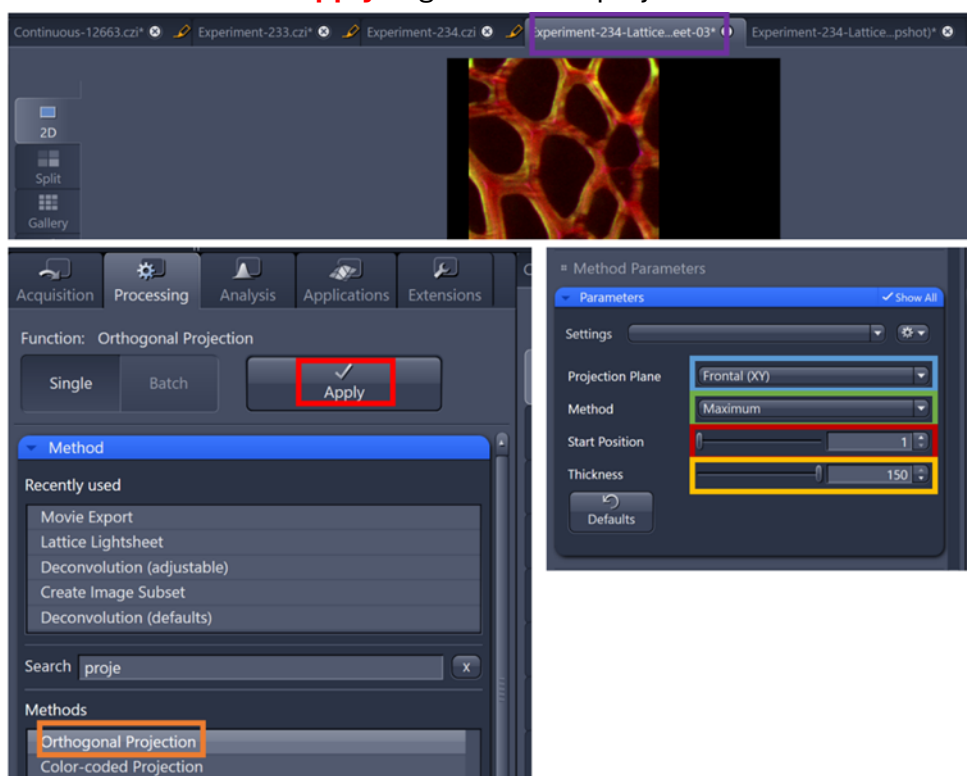 Apply
Continuous-12663.czi* Experiment-233.czi* Experiment-234.czi Experiment-234-Lattice...eet-03* Experiment-234-Lattice...pshot)*
2D
Split
Gallery
Acquisition Processing Analysis Applications Extensions
Function: Orthogonal Projection
Single Batch Apply
Method
Recently used
Movie Export
Lattice Lightsheet
Deconvolution (adjustable)
Create Image Subset
Deconvolution (defaults)
Search proje x
Methods
Orthogonal Projection
Color-coded Projection
Method Parameters
Parameters Show All
Settings
Projection Plane Frontal (XY)
Method Maximum
Start Position 1
Thickness 150
Defaults